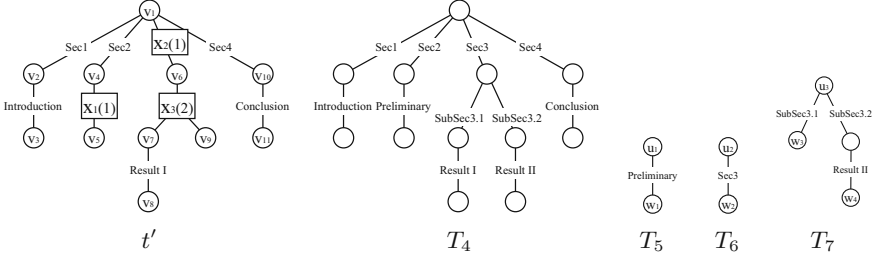 v1
Sec1 Sec2 x2(1) Sec4
v2 v4 v6 v10
Introduction x1(1) x3(2) Conclusion
v3 v5 v7 v9 v11
Result I
v8
t′
Sec1 Sec2 Sec3 Sec4
Introduction Preliminary Conclusion
SubSec3.1 SubSec3.2
Result I Result II
T4
u1
Preliminary
w1
T5
u2
Sec3
w2
T6
u3
SubSec3.1 SubSec3.2
w3
Result II
w4
T7